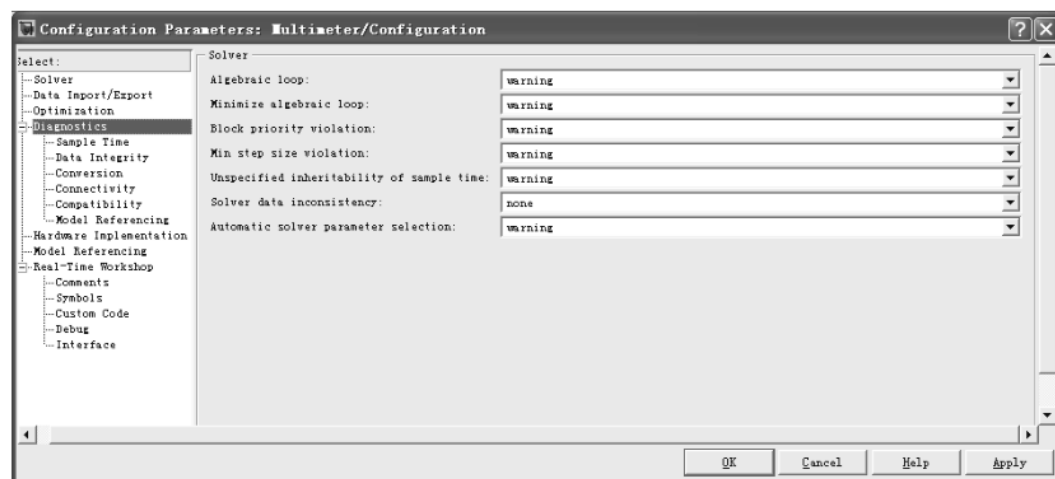 Configuration Parameters: Multimeter/Configuration
Select:
Solver
Data Import/Export
Optimization
Diagnostics
Sample Time
Data Integrity
Conversion
Connectivity
Compatibility
Model Referencing
Hardware Implementation
Model Referencing
Real-Time Workshop
Comments
Symbols
Custom Code
Debug
Interface
Solver
Algebraic loop: warning
Minimize algebraic loop: warning
Block priority violation: warning
Min step size violation: warning
Unspecified inheritability of sample time: warning
Solver data inconsistency: none
Automatic solver parameter selection: warning
OK Cancel Help Apply